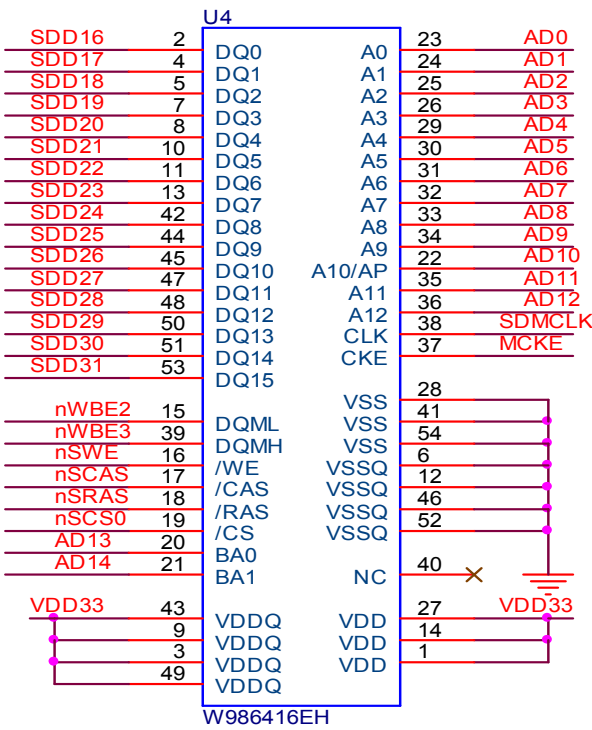 U4
SDD16 2 DQ0 A0 23 AD0
SDD17 4 DQ1 A1 24 AD1
SDD18 5 DQ2 A2 25 AD2
SDD19 7 DQ3 A3 26 AD3
SDD20 8 DQ4 A4 29 AD4
SDD21 10 DQ5 A5 30 AD5
SDD22 11 DQ6 A6 31 AD6
SDD23 13 DQ7 A7 32 AD7
SDD24 42 DQ8 A8 33 AD8
SDD25 44 DQ9 A9 34 AD9
SDD26 45 DQ10 A10/AP 22 AD10
SDD27 47 DQ11 A11 35 AD11
SDD28 48 DQ12 A12 36 AD12
SDD29 50 DQ13 CLK 38 SDMCLK
SDD30 51 DQ14 CKE 37 MCKE
SDD31 53 DQ15
VSS 28
nWBE2 15 DQML VSS 41
nWBE3 39 DQMH VSS 54
nSWE 16 /WE VSSQ 6
nSCAS 17 /CAS VSSQ 12
nSRAS 18 /RAS VSSQ 46
nSCS0 19 /CS VSSQ 52
AD13 20 BA0
AD14 21 BA1 NC 40
VDD33 43 VDDQ VDD 27 VDD33
9 VDDQ VDD 14
3 VDDQ VDD 1
49 VDDQ
W986416EH